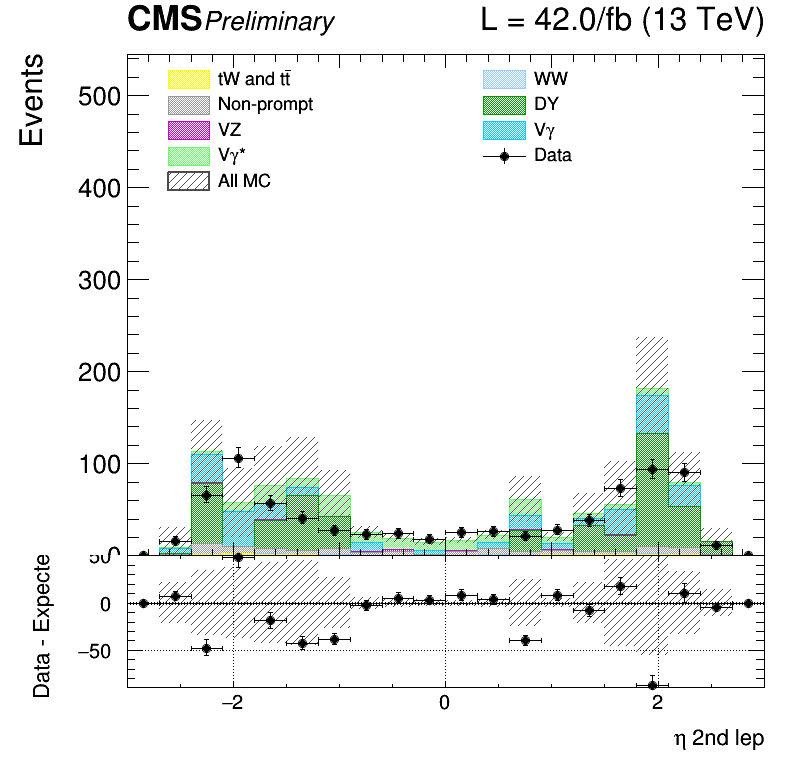 CMS Preliminary L = 42.0/fb (13 TeV)
Events
500
400
300
200
100
tW and tt̄
Non-prompt
VZ
Vγ*
All MC
WW
DY
Vγ
Data
Data - Expecte
50
0
−50
−2 0 2
η 2nd lep